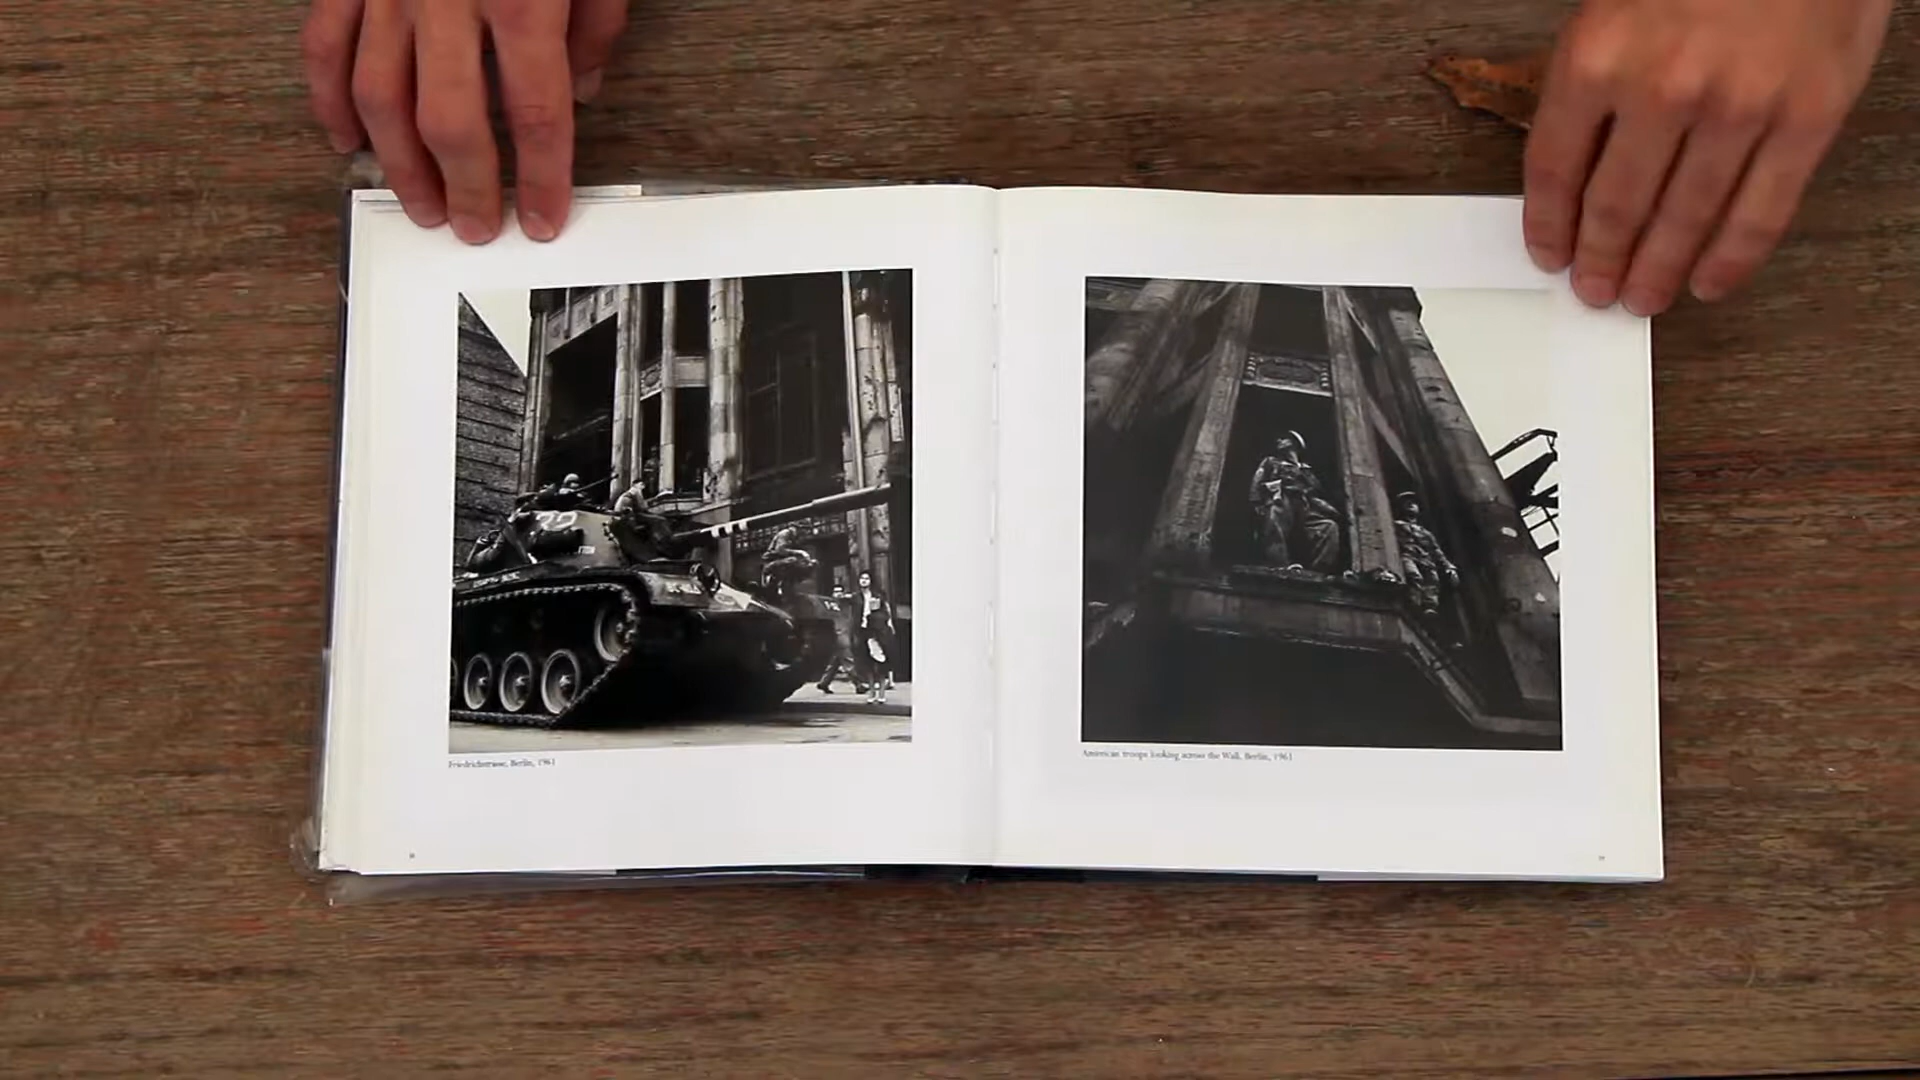 Friedrichstrasse, Berlin, 1961
American troops looking across the Wall, Berlin, 1961